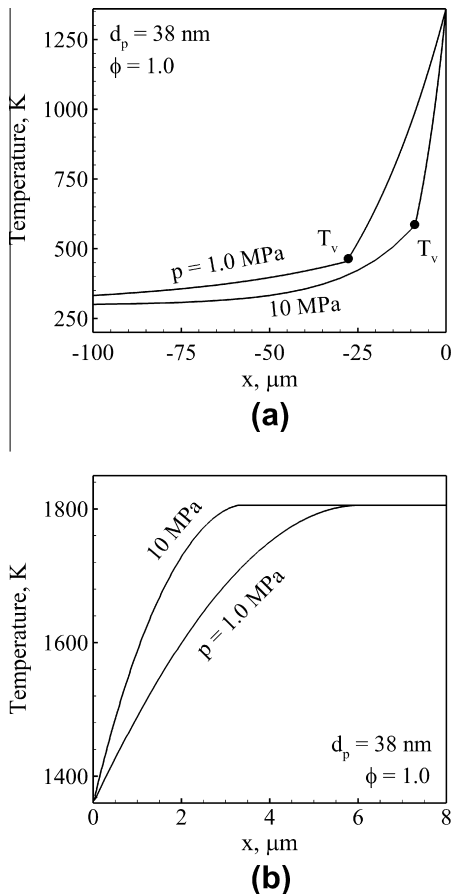 1250
1000
750
500
250
Temperature, K
d_p = 38 nm
ϕ = 1.0
T_v
T_v
p = 1.0 MPa
10 MPa
-100 -75 -50 -25 0
x, μm
(a)
1800
1600
1400
Temperature, K
10 MPa
p = 1.0 MPa
d_p = 38 nm
ϕ = 1.0
0 2 4 6 8
x, μm
(b)